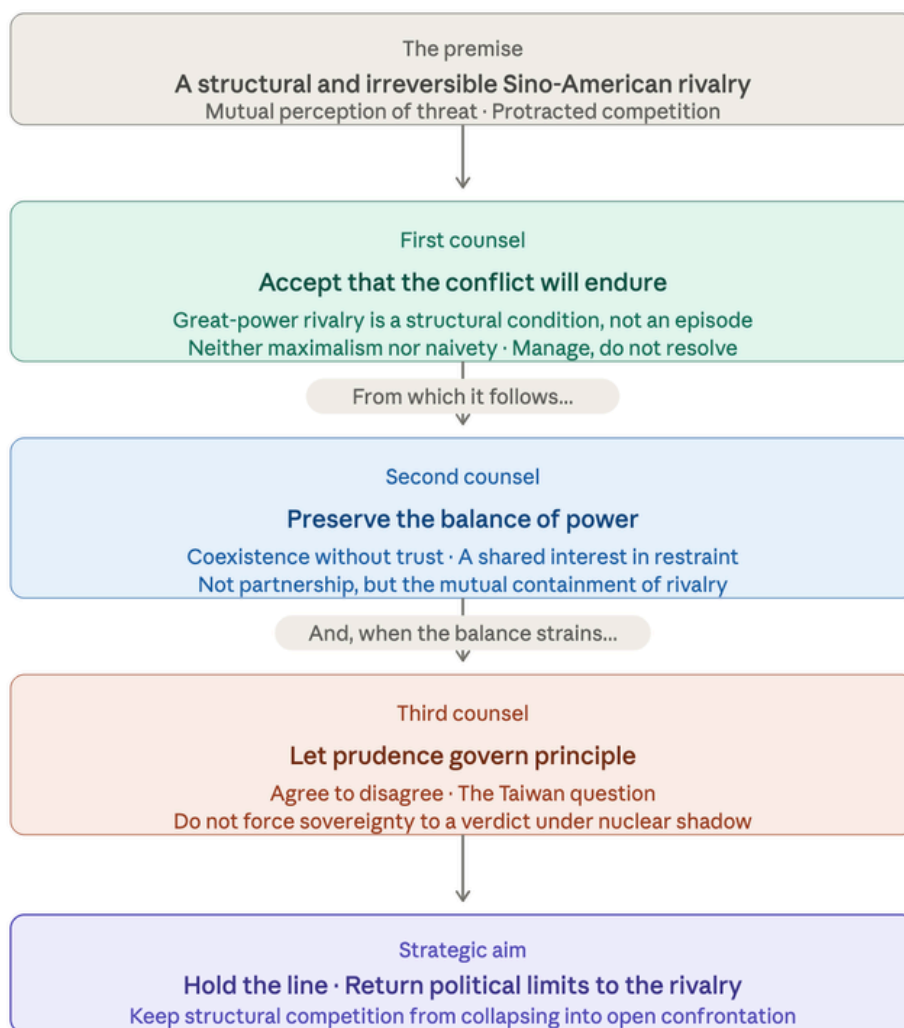 The premise
A structural and irreversible Sino-American rivalry
Mutual perception of threat · Protracted competition
First counsel
Accept that the conflict will endure
Great-power rivalry is a structural condition, not an episode
Neither maximalism nor naivety · Manage, do not resolve
From which it follows...
Second counsel
Preserve the balance of power
Coexistence without trust · A shared interest in restraint
Not partnership, but the mutual containment of rivalry
And, when the balance strains...
Third counsel
Let prudence govern principle
Agree to disagree · The Taiwan question
Do not force sovereignty to a verdict under nuclear shadow
Strategic aim
Hold the line · Return political limits to the rivalry
Keep structural competition from collapsing into open confrontation